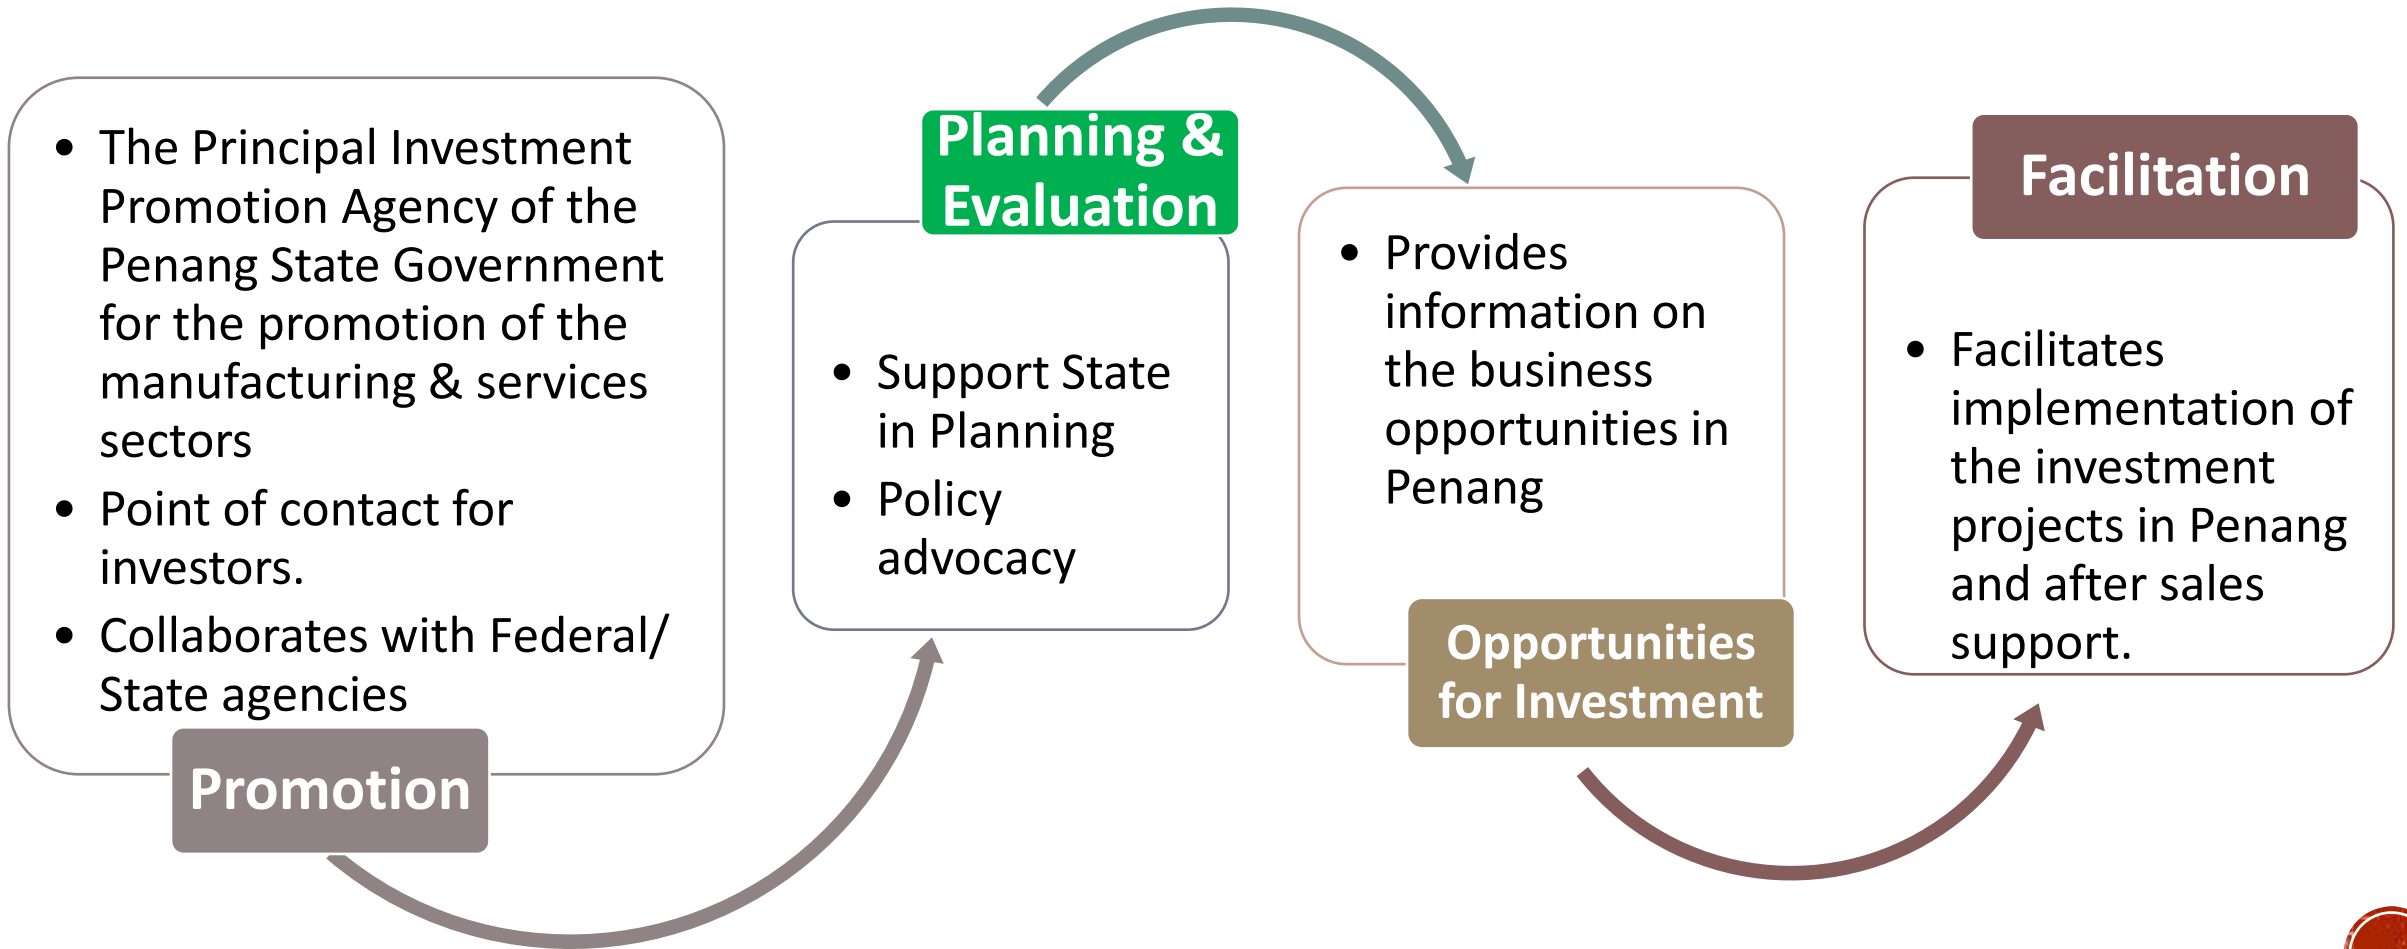 • The Principal Investment
Promotion Agency of the
Penang State Government
for the promotion of the
manufacturing & services
sectors
• Point of contact for
investors.
• Collaborates with Federal/
State agencies
Promotion
Planning &
Evaluation
• Support State
in Planning
• Policy
advocacy
• Provides
information on
the business
opportunities in
Penang
Opportunities
for Investment
Facilitation
• Facilitates
implementation of
the investment
projects in Penang
and after sales
support.